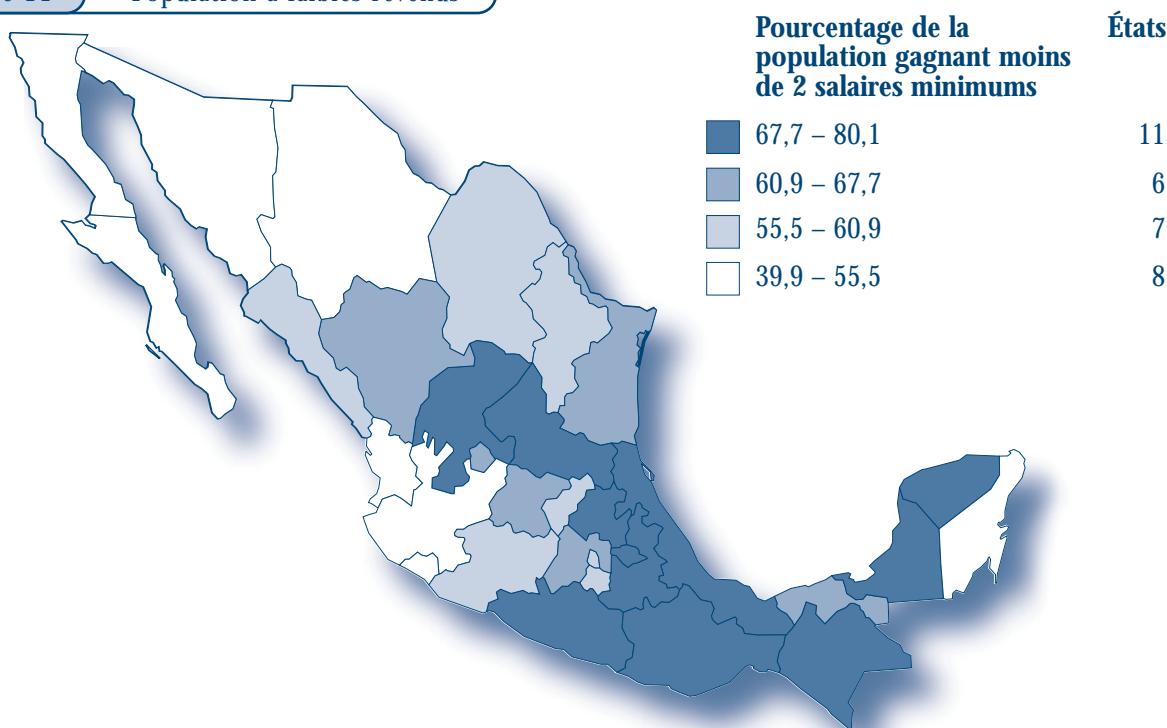 Population à faibles revenus
Pourcentage de la États
population gagnant moins
de 2 salaires minimums
67,7 – 80,1 11
60,9 – 67,7 6
55,5 – 60,9 7
39,9 – 55,5 8